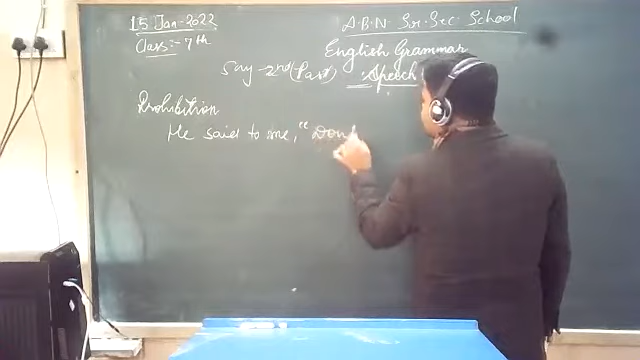 15 Jan-2022
A.B.N. Sr. Sec. School
Class:- 7th
English Grammar
Say -2nd (Part)
Speech
Prohibition
He said to me, "Don